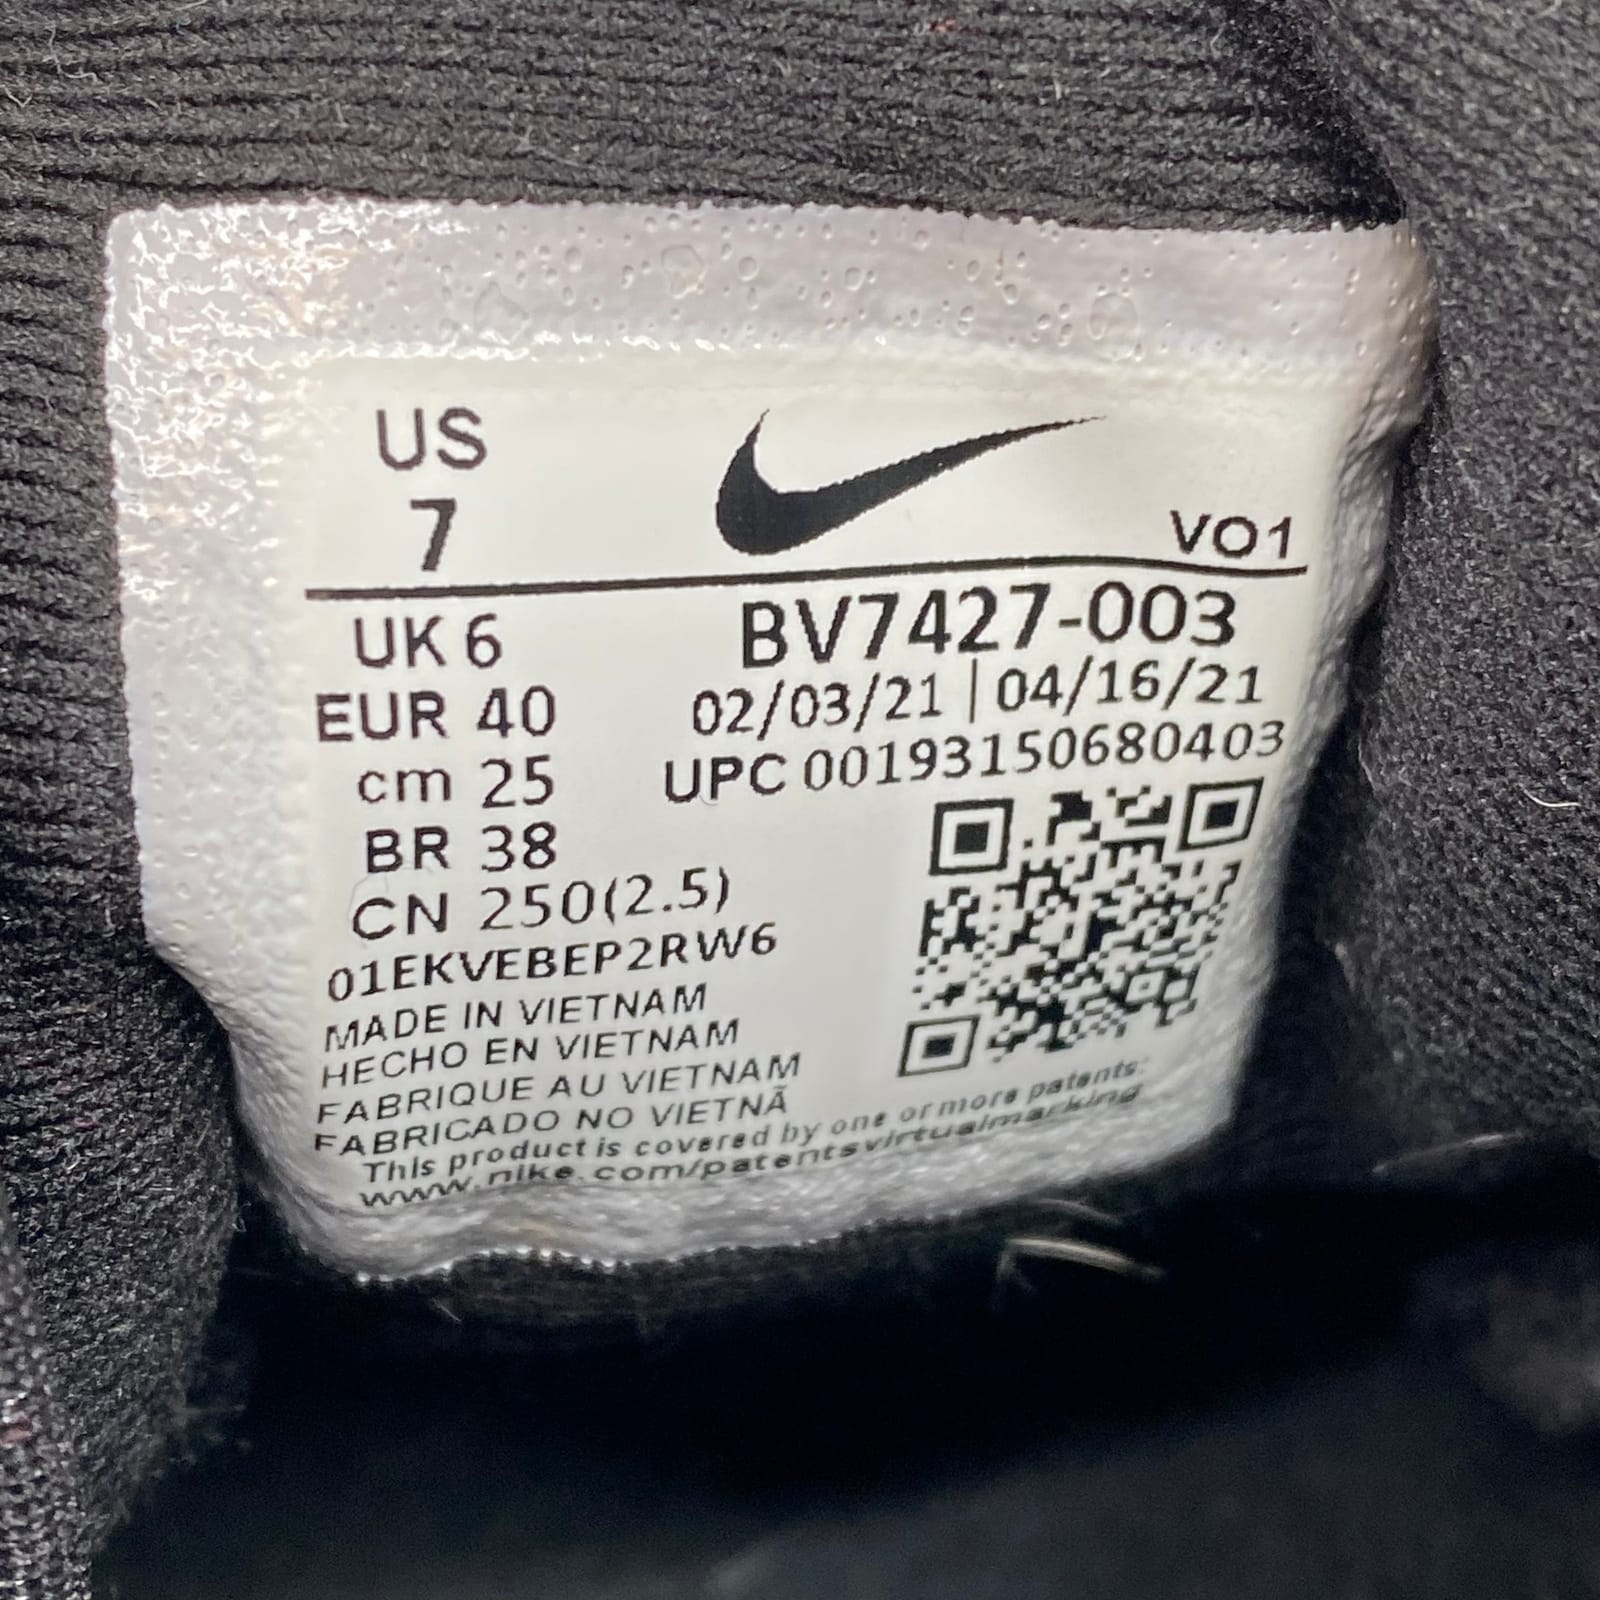 US
7
VO1
UK 6
BV7427-003
EUR 40
02/03/21 | 04/16/21
cm 25
UPC 00193150680403
BR 38
CN 250(2.5)
01EKVEBEP2RW6
MADE IN VIETNAM
HECHO EN VIETNAM
FABRIQUE AU VIETNAM
FABRICADO NO VIETNÃ
This product is covered by one or more patents:
www.nike.com/patentsvirtualmarking